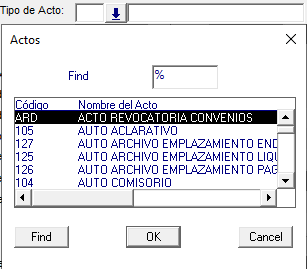 Tipo de Acto:
Actos
Find %
Código Nombre del Acto
ARD ACTO REVOCATORIA CONVENIOS
105 AUTO ACLARATIVO
127 AUTO ARCHIVO EMPLAZAMIENTO END
125 AUTO ARCHIVO EMPLAZAMIENTO LIQU
126 AUTO ARCHIVO EMPLAZAMIENTO PAG
104 AUTO COMISORIO
Find OK Cancel